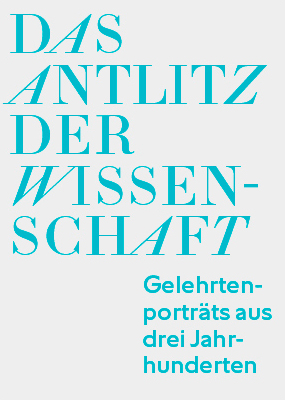 DAS
ANTLITZ
DER
WISSEN-
SCHAFT
Gelehrten-
porträts aus
drei Jahr-
hunderten